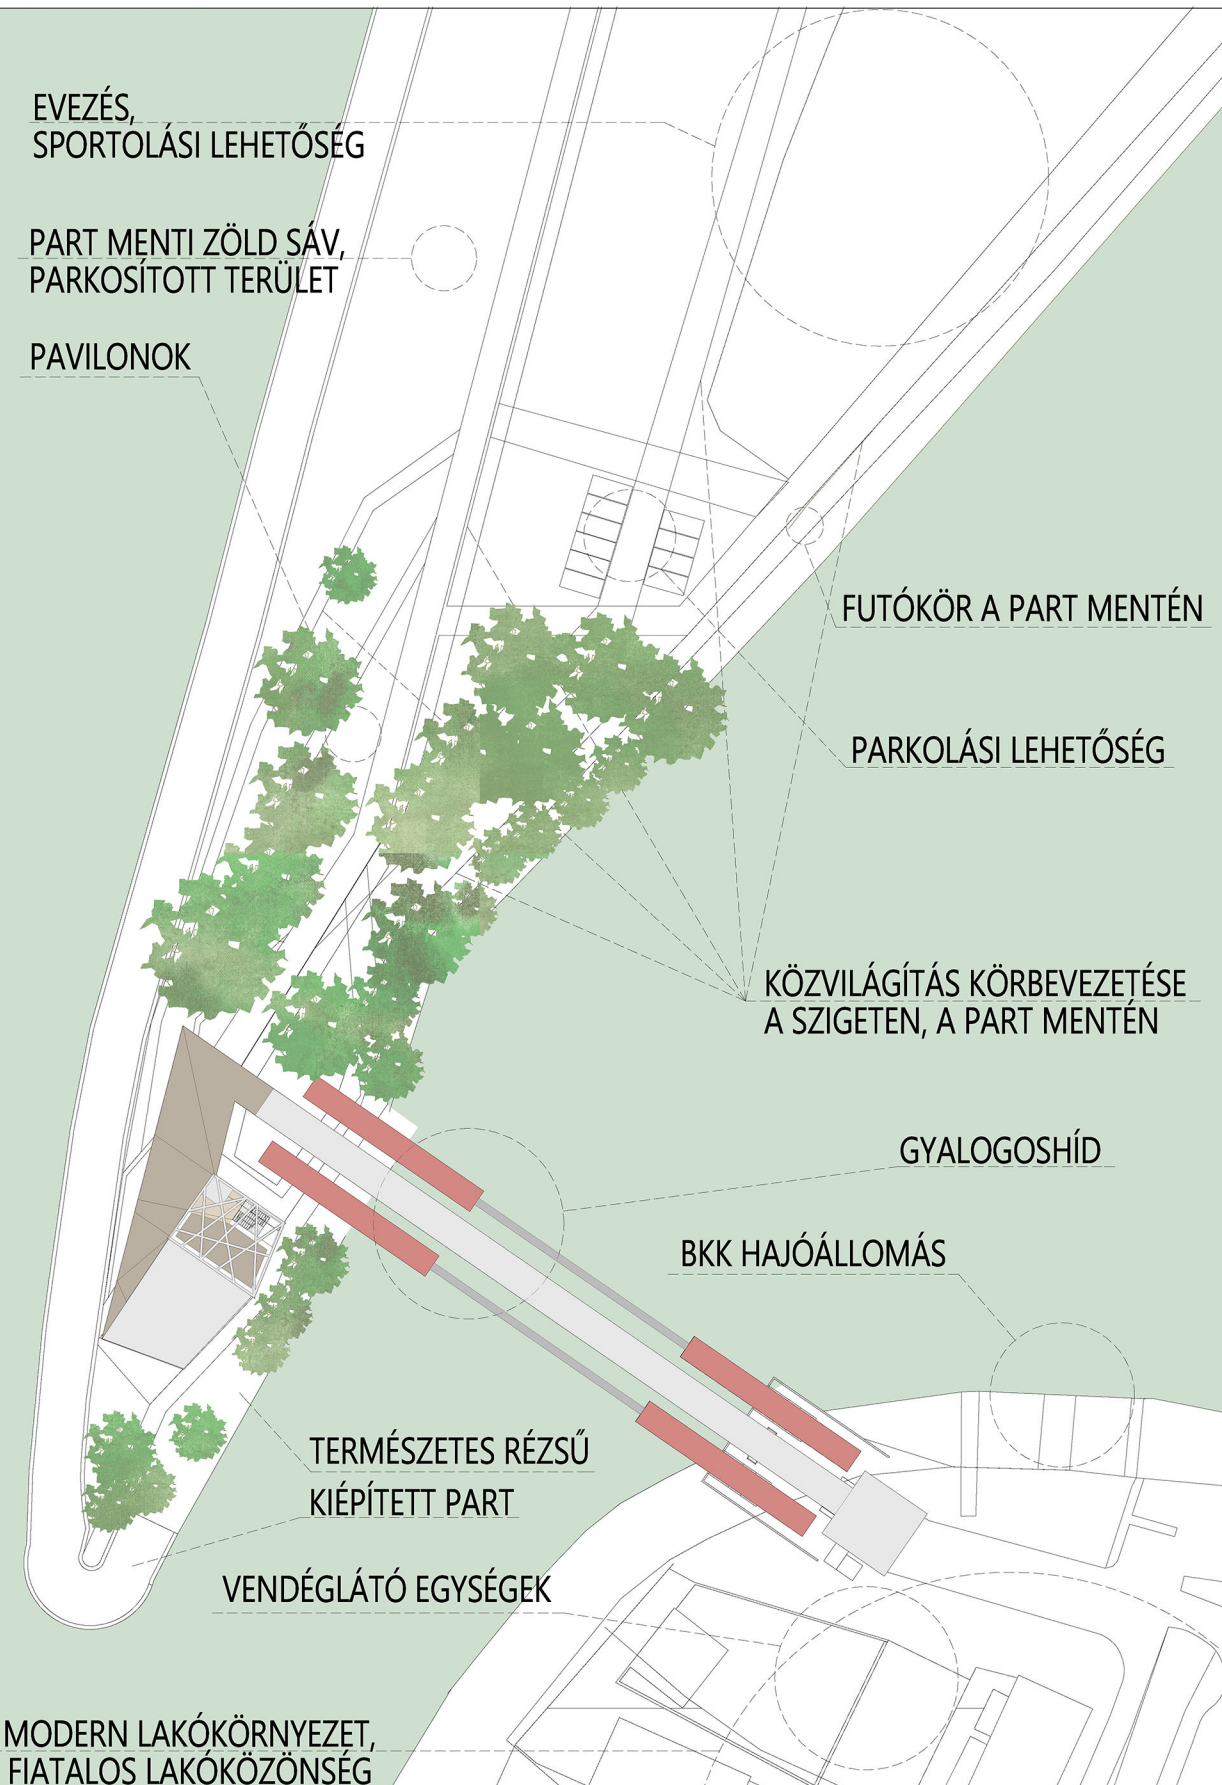 EVEZÉS,
SPORTOLÁSI LEHETŐSÉG
PART MENTI ZÖLD SÁV,
PARKOSÍTOTT TERÜLET
PAVILONOK
FUTÓKÖR A PART MENTÉN
PARKOLÁSI LEHETŐSÉG
KÖZVILÁGÍTÁS KÖRBEVEZETÉSE
A SZIGETEN, A PART MENTÉN
GYALOGOSHÍD
BKK HAJÓÁLLOMÁS
TERMÉSZETES RÉZSŰ
KIÉPÍTETT PART
VENDÉGLÁTÓ EGYSÉGEK
MODERN LAKÓKÖRNYEZET,
FIATALOS LAKÓKÖZÖNSÉG